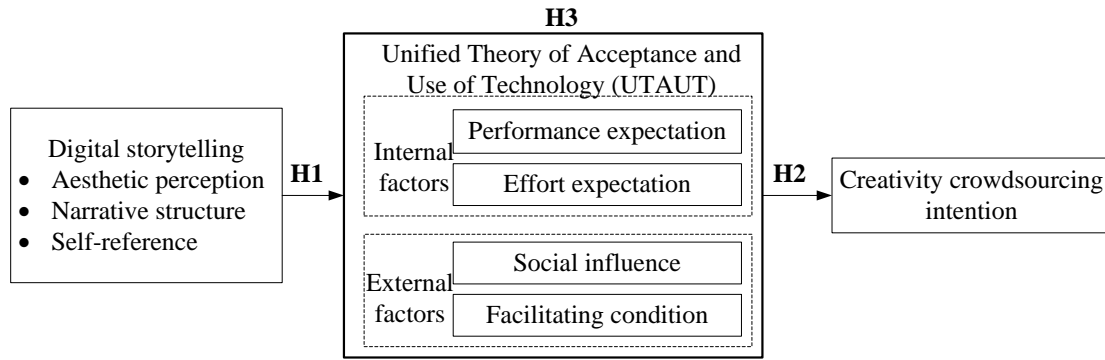 H3
Unified Theory of Acceptance and
Use of Technology (UTAUT)
Digital storytelling
• Aesthetic perception
• Narrative structure
• Self-reference
H1
Internal
factors
Performance expectation
Effort expectation
External
factors
Social influence
Facilitating condition
H2
Creativity crowdsourcing
intention